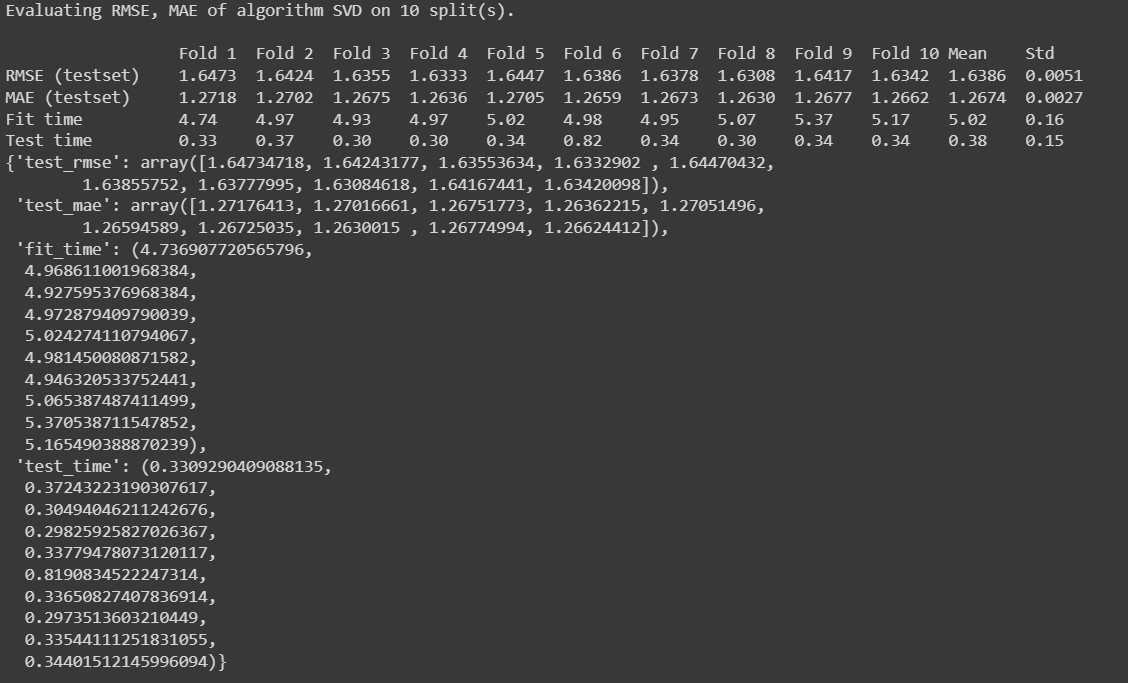 Evaluating RMSE, MAE of algorithm SVD on 10 split(s).
Fold 1 Fold 2 Fold 3 Fold 4 Fold 5 Fold 6 Fold 7 Fold 8 Fold 9 Fold 10 Mean Std
RMSE (testset) 1.6473 1.6424 1.6355 1.6333 1.6447 1.6386 1.6378 1.6308 1.6417 1.6342 1.6386 0.0051
MAE (testset) 1.2718 1.2702 1.2675 1.2636 1.2705 1.2659 1.2673 1.2630 1.2677 1.2662 1.2674 0.0027
Fit time 4.74 4.97 4.93 4.97 5.02 4.98 4.95 5.07 5.37 5.17 5.02 0.16
Test time 0.33 0.37 0.30 0.30 0.34 0.82 0.34 0.30 0.34 0.34 0.38 0.15
{'test_rmse': array([1.64734718, 1.64243177, 1.63553634, 1.6332902 , 1.64470432,
1.63855752, 1.63777995, 1.63084618, 1.64167441, 1.63420098]),
'test_mae': array([1.27176413, 1.27016661, 1.26751773, 1.26362215, 1.27051496,
1.26594589, 1.26725035, 1.2630015 , 1.26774994, 1.26624412]),
'fit_time': (4.736907720565796,
4.968611001968384,
4.927595376968384,
4.972879409790039,
5.024274110794067,
4.981450080871582,
4.946320533752441,
5.065387487411499,
5.370538711547852,
5.165490388870239),
'test_time': (0.3309290409088135,
0.37243223190307617,
0.30494046211242676,
0.29825925827026367,
0.33779478073120117,
0.8190834522247314,
0.33650827407836914,
0.2973513603210449,
0.33544111251831055,
0.34401512145996094)}